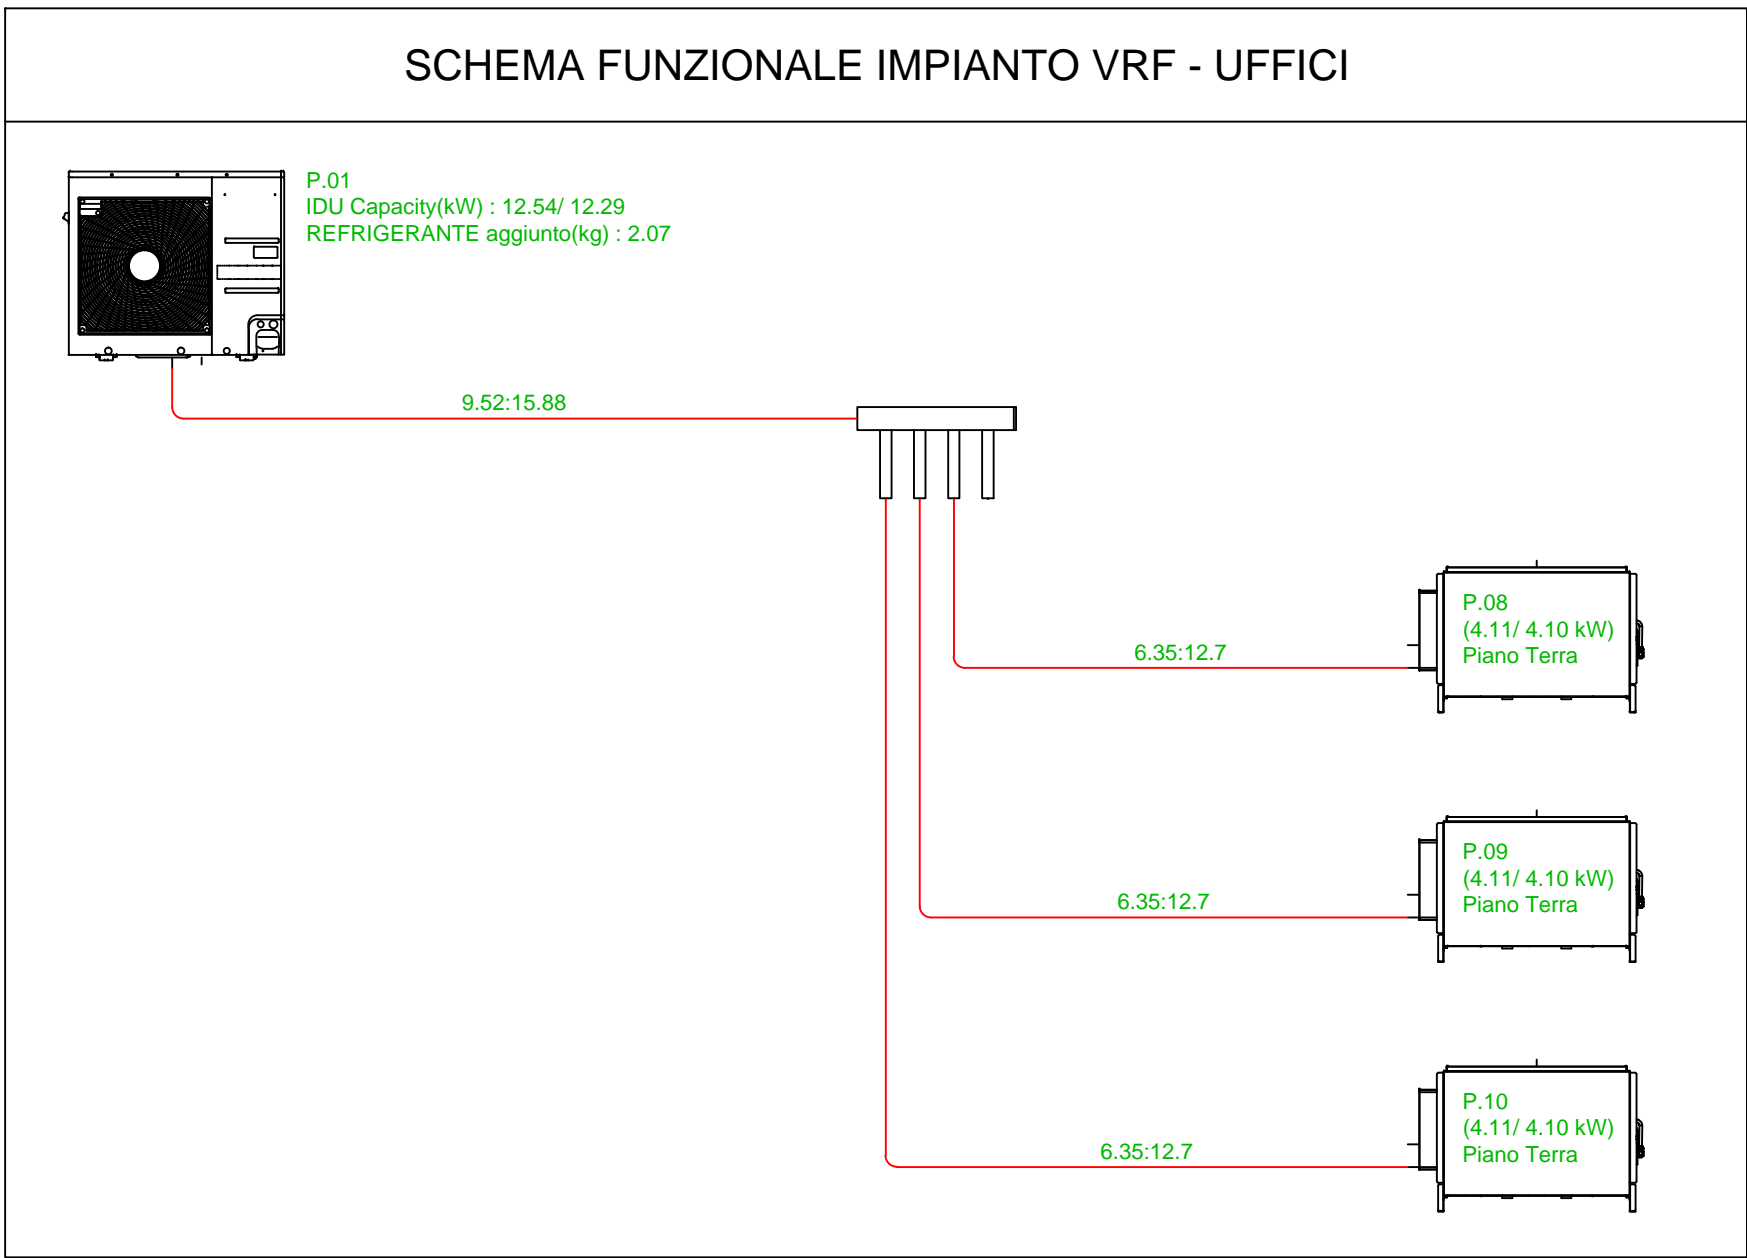 SCHEMA FUNZIONALE IMPIANTO VRF - UFFICI
P.01
IDU Capacity(kW) : 12.54/ 12.29
REFRIGERANTE aggiunto(kg) : 2.07
9.52:15.88
P.08
(4.11/ 4.10 kW)
Piano Terra
6.35:12.7
P.09
(4.11/ 4.10 kW)
Piano Terra
6.35:12.7
P.10
(4.11/ 4.10 kW)
Piano Terra
6.35:12.7